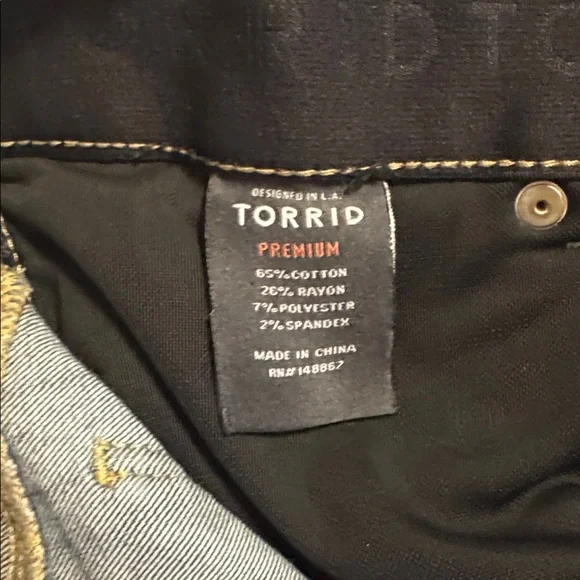 DESIGNED IN L.A.
TORRID
PREMIUM
65% COTTON
26% RAYON
7% POLYESTER
2% SPANDEX
MADE IN CHINA
RN# 148867